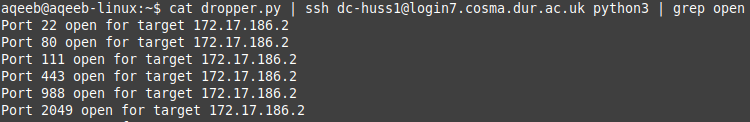 aqeeb@aqeeb-linux:~$ cat dropper.py | ssh dc-huss1@login7.cosma.dur.ac.uk python3 | grep open
Port 22 open for target 172.17.186.2
Port 80 open for target 172.17.186.2
Port 111 open for target 172.17.186.2
Port 443 open for target 172.17.186.2
Port 988 open for target 172.17.186.2
Port 2049 open for target 172.17.186.2